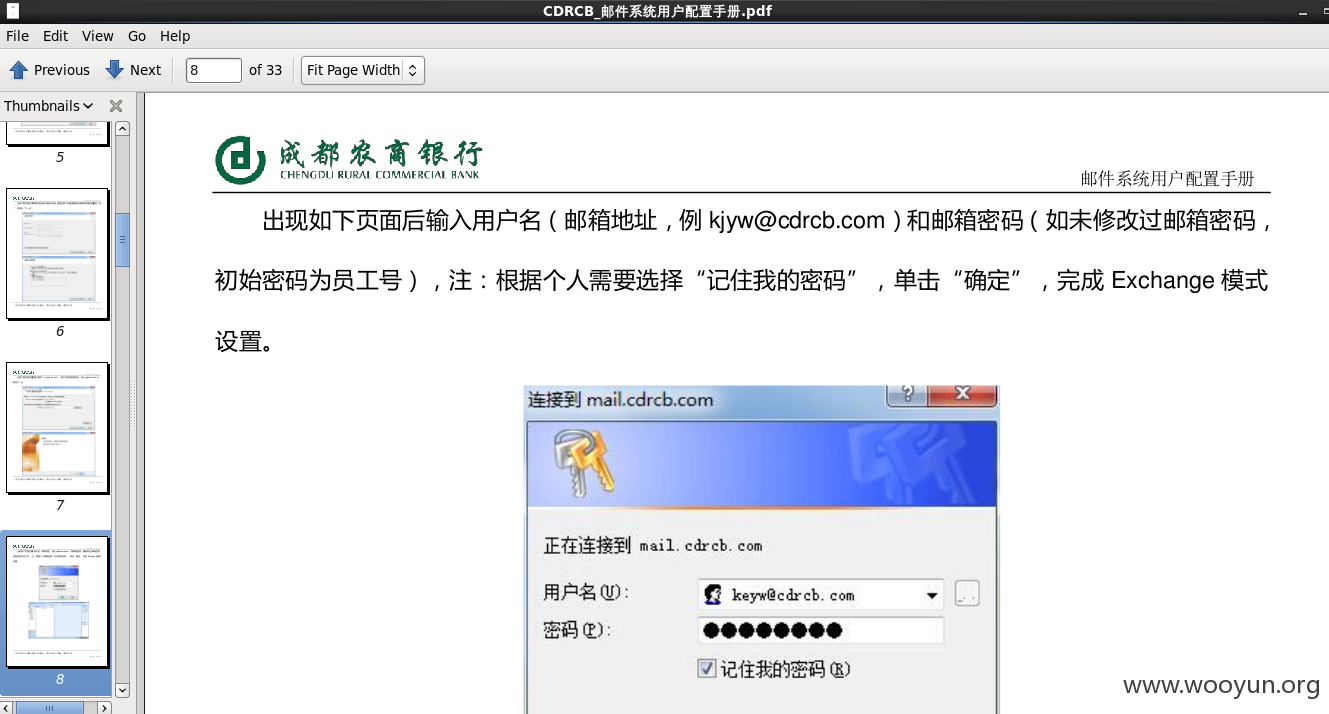 CDRCB_邮件系统用户配置手册.pdf
File Edit View Go Help
Previous Next 8 of 33 Fit Page Width
Thumbnails
5
6
7
8
成都农商银行
CHENGDU RURAL COMMERCIAL BANK
邮件系统用户配置手册
出现如下页面后输入用户名（邮箱地址，例 kjyw@cdrcb.com）和邮箱密码（如未修改过邮箱密码，
初始密码为员工号），注：根据个人需要选择“记住我的密码”，单击“确定”，完成 Exchange 模式
设置。
连接到 mail.cdrcb.com
正在连接到 mail.cdrcb.com
用户名(U): keyw@cdrcb.com
密码(P):
记住我的密码(R)
www.wooyun.org